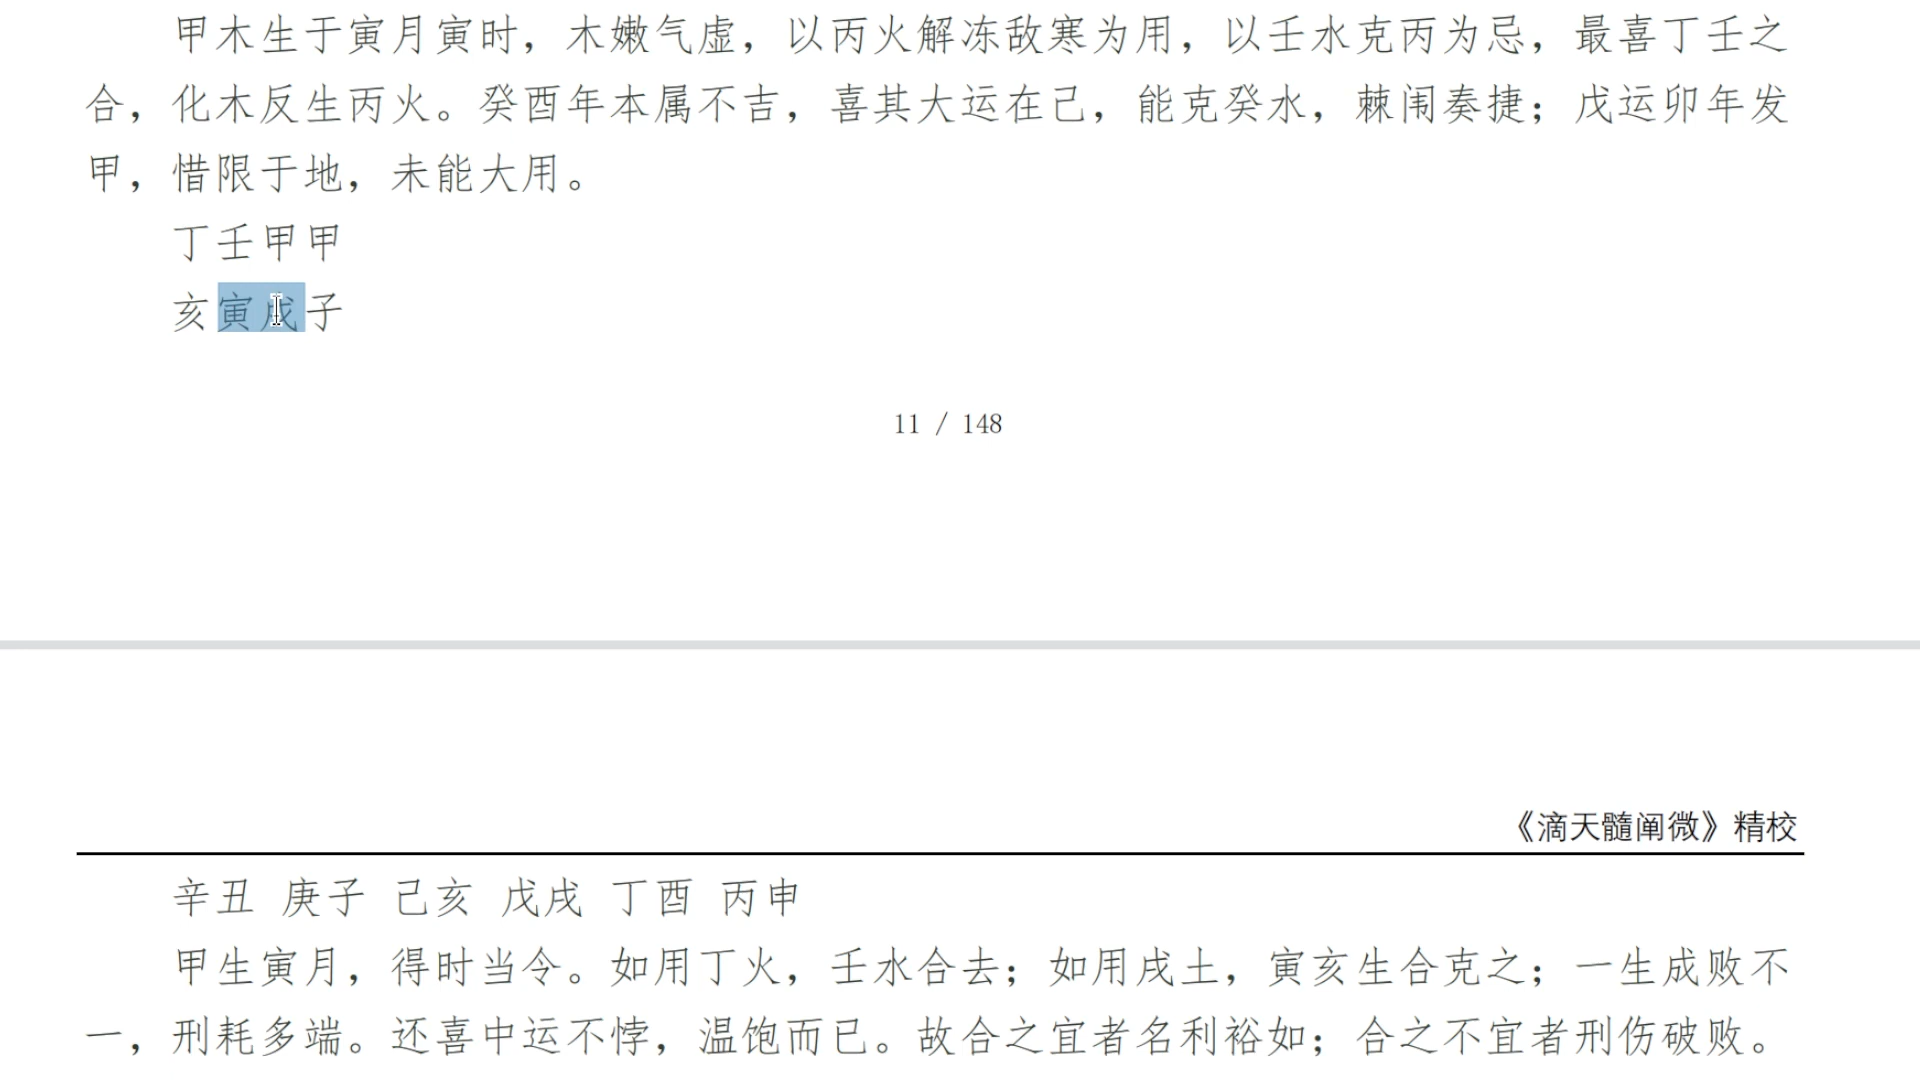 甲木生于寅月寅时，木嫩气虚，以丙火解冻敌寒为用，以壬水克丙为忌，最喜丁壬之
合，化木反生丙火。癸酉年本属不吉，喜其大运在己，能克癸水，棘闱奏捷；戊运卯年发
甲，惜限于地，未能大用。
丁壬甲甲
亥寅戌子
11 / 148
《滴天髓阐微》精校
辛丑 庚子 己亥 戊戌 丁酉 丙申
甲生寅月，得时当令。如用丁火，壬水合去；如用戌土，寅亥生合克之；一生成败不
一，刑耗多端。还喜中运不悖，温饱而已。故合之宜者名利裕如；合之不宜者刑伤破败。